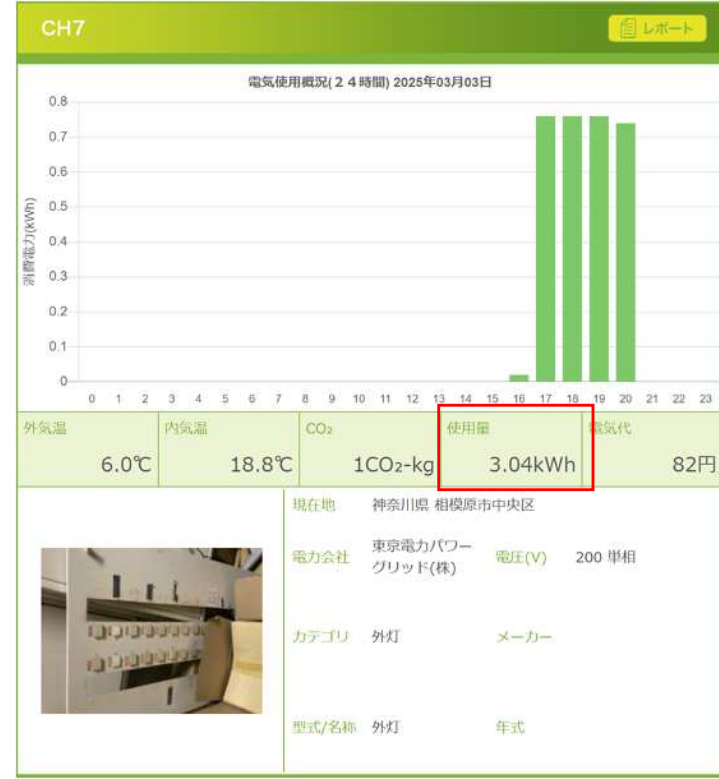 CH7
レポート
電気使用概況(２４時間) 2025年03月03日
消費電力(kWh)
0.8
0.7
0.6
0.5
0.4
0.3
0.2
0.1
0
0 1 2 3 4 5 6 7 8 9 10 11 12 13 14 15 16 17 18 19 20 21 22 23
外気温 内気温 CO₂ 使用量 電気代
6.0℃ 18.8℃ 1CO₂-kg 3.04kWh 82円
現在地 神奈川県 相模原市中央区
電力会社 東京電力パワー
グリッド(株) 電圧(V) 200 単相
カテゴリ 外灯 メーカー
型式/名称 外灯 年式